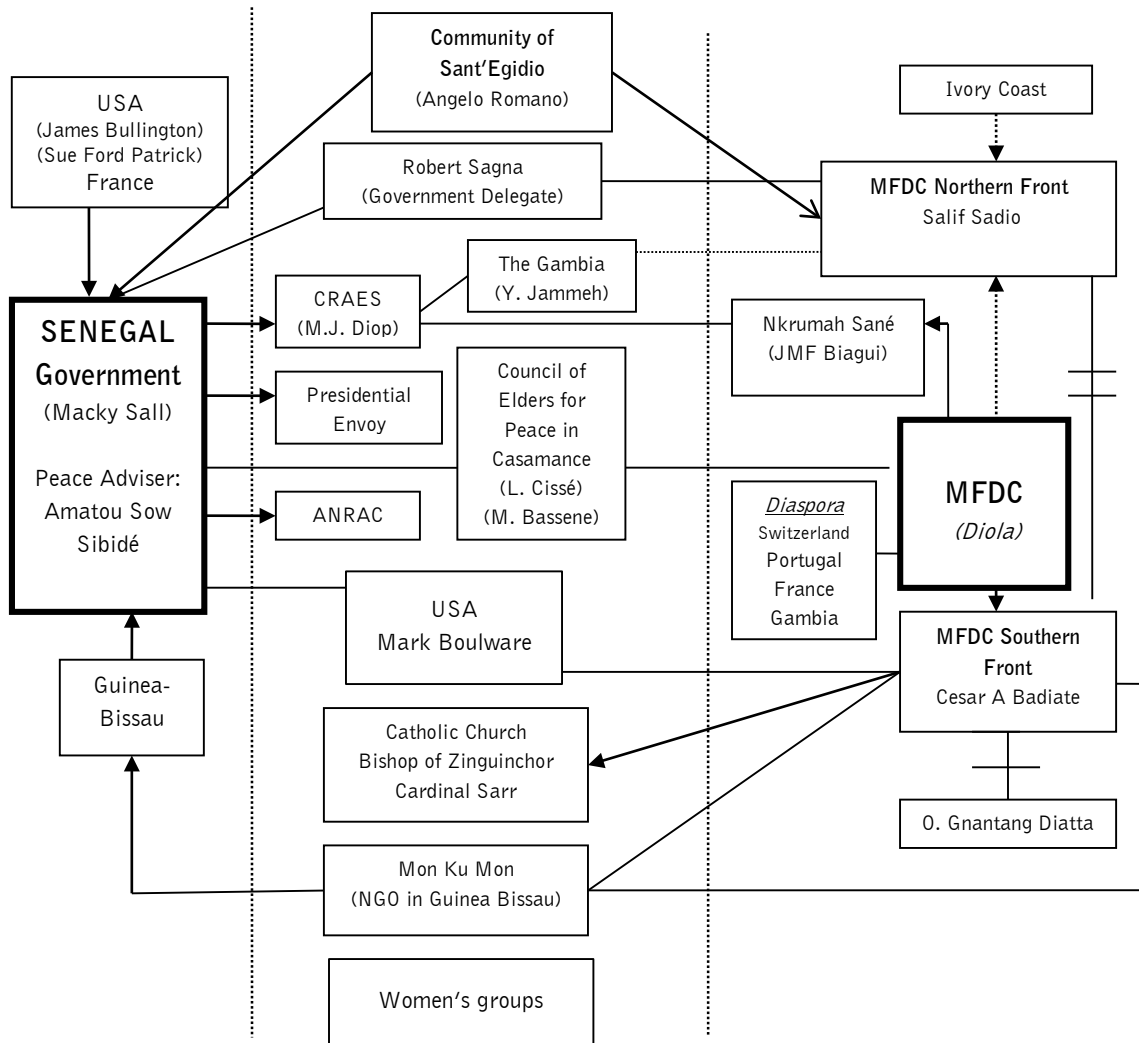 Community of
Sant'Egidio
(Angelo Romano)
USA
(James Bullington)
(Sue Ford Patrick)
France
Ivory Coast
Robert Sagna
(Government Delegate)
MFDC Northern Front
Salif Sadio
The Gambia
(Y. Jammeh)
CRAES
(M.J. Diop)
Nkrumah Sané
(JMF Biagui)
SENEGAL
Government
(Macky Sall)
Peace Adviser:
Amatou Sow
Sibidé
Presidential
Envoy
Council of
Elders for
Peace in
Casamance
(L. Cissé)
(M. Bassene)
ANRAC
MFDC
(Diola)
Diaspora
Switzerland
Portugal
France
Gambia
USA
Mark Boulware
MFDC Southern
Front
Cesar A Badiate
Guinea-
Bissau
Catholic Church
Bishop of Zinguinchor
Cardinal Sarr
O. Gnantang Diatta
Mon Ku Mon
(NGO in Guinea Bissau)
Women's groups